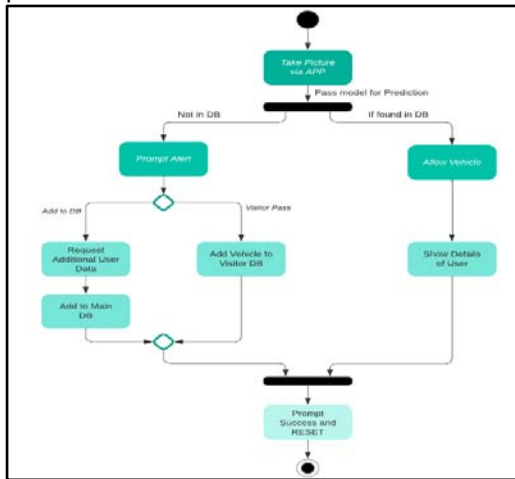 Take Picture
via APP
Pass model for Prediction
Not in DB
If found in DB
Prompt Alert
Allow Vehicle
Add to DB
Visitor Pass
Request
Additional User
Data
Add Vehicle to
Visitor DB
Show Details
of User
Add to Main
DB
Prompt
Success and
RESET